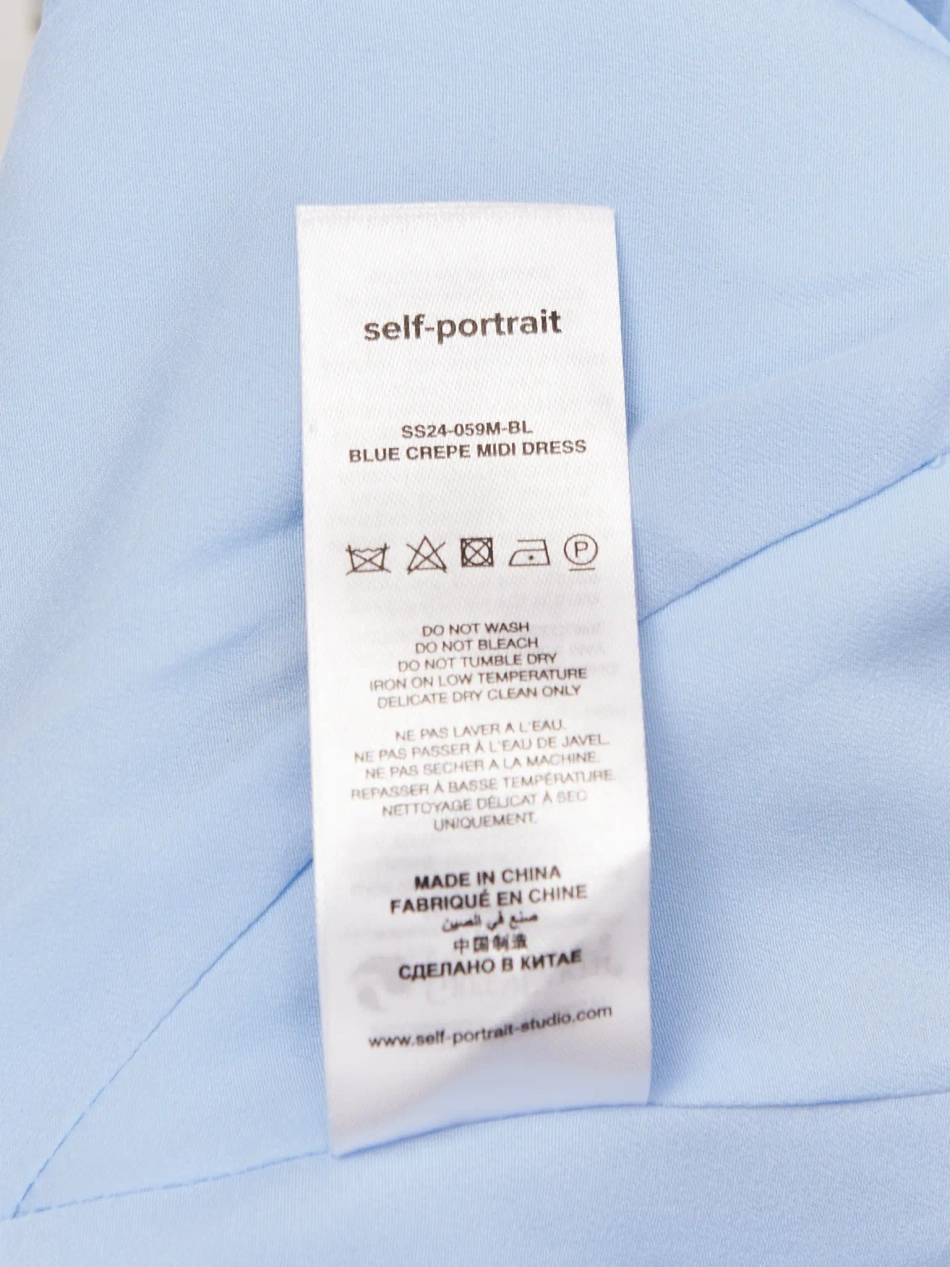 self-portrait
SS24-059M-BL
BLUE CREPE MIDI DRESS
P
DO NOT WASH
DO NOT BLEACH
DO NOT TUMBLE DRY
IRON ON LOW TEMPERATURE
DELICATE DRY CLEAN ONLY
NE PAS LAVER A L'EAU.
NE PAS PASSER À L'EAU DE JAVEL.
NE PAS SECHER A LA MACHINE.
REPASSER À BASSE TEMPÉRATURE.
NETTOYAGE DÉLICAT À SEC
UNIQUEMENT.
MADE IN CHINA
FABRIQUÉ EN CHINE
صنع في الصين
中国制造
СДЕЛАНО В КИТАЕ
www.self-portrait-studio.com